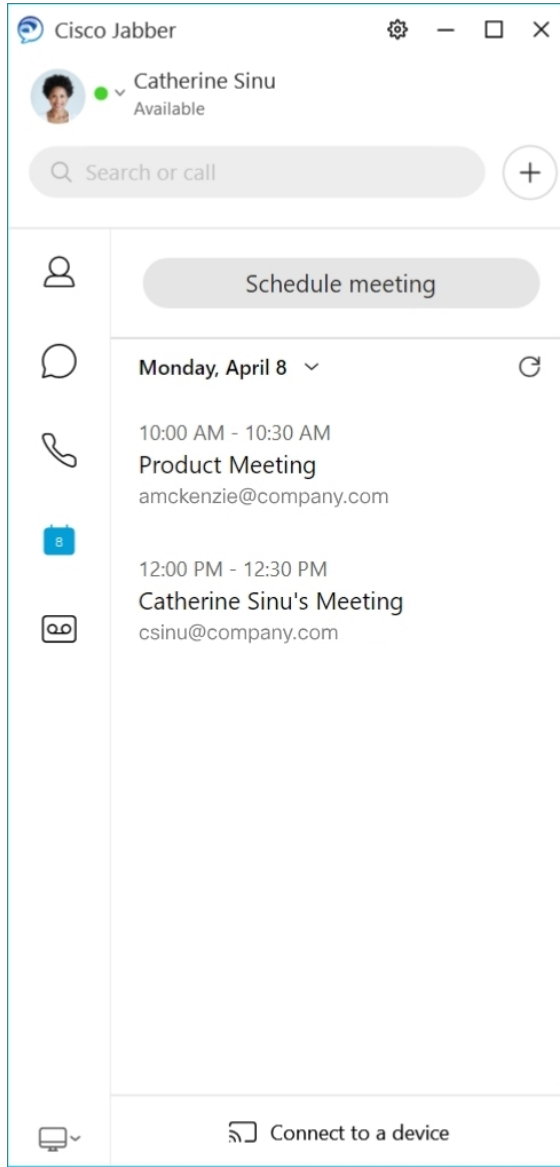 Cisco Jabber
Catherine Sinu
Available
Search or call
Schedule meeting
Monday, April 8
10:00 AM - 10:30 AM
Product Meeting
amckenzie@company.com
8
12:00 PM - 12:30 PM
Catherine Sinu's Meeting
csinu@company.com
Connect to a device